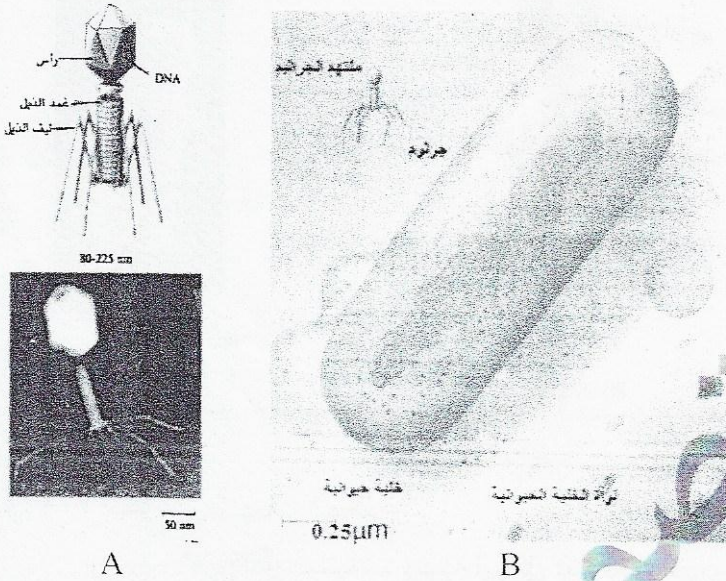 رأس
DNA
غمد الذيل
ليف الذيل
80-225 nm
50 nm
A
ملتهم الجراثيم
جرثوم
خلية حيوانية
نواة الخلية الحيوانية
0.25µm
B